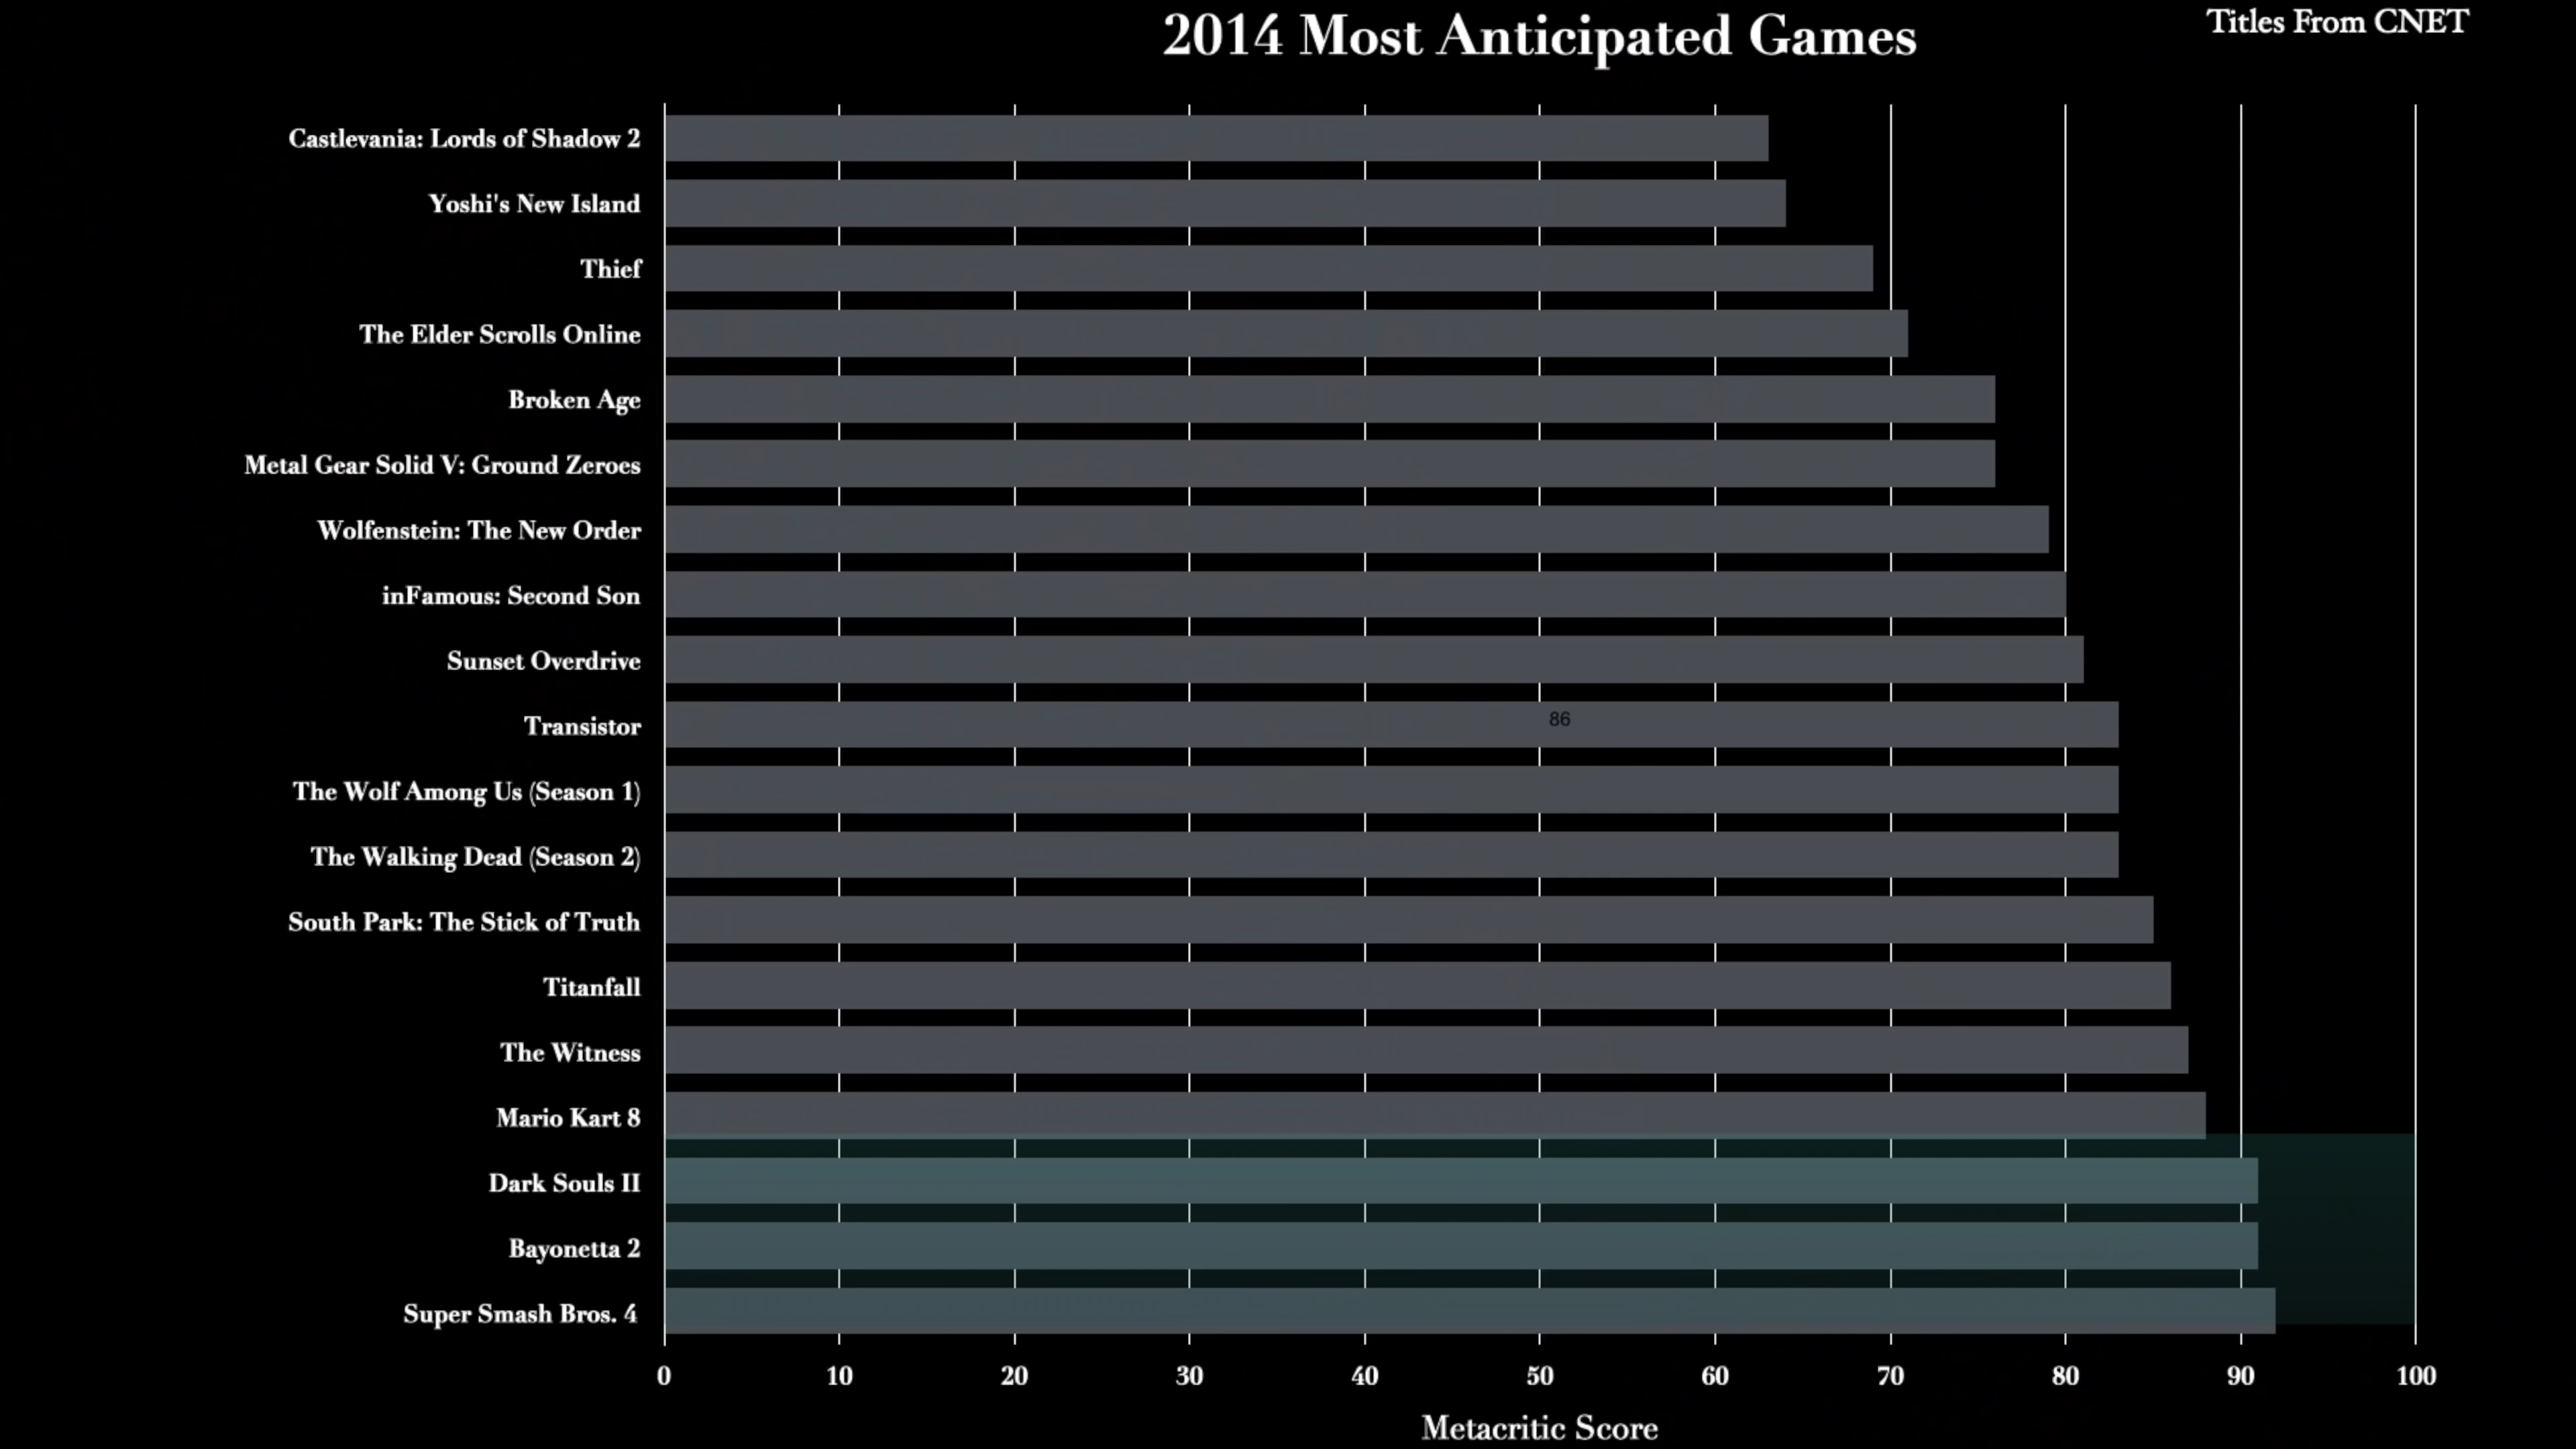 2014 Most Anticipated Games
Titles From CNET
Castlevania: Lords of Shadow 2
Yoshi's New Island
Thief
The Elder Scrolls Online
Broken Age
Metal Gear Solid V: Ground Zeroes
Wolfenstein: The New Order
inFamous: Second Son
Sunset Overdrive
Transistor
86
The Wolf Among Us (Season 1)
The Walking Dead (Season 2)
South Park: The Stick of Truth
Titanfall
The Witness
Mario Kart 8
Dark Souls II
Bayonetta 2
Super Smash Bros. 4
0 10 20 30 40 50 60 70 80 90 100
Metacritic Score